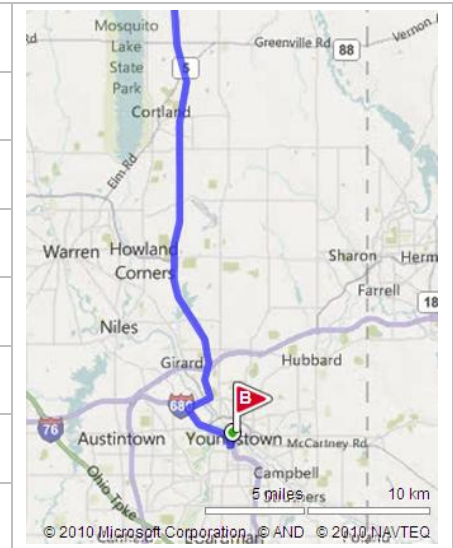 Mosquito
Lake
State
Park
Rd
Greenville Rd
88
Vernon
5
Cortland
Elm Rd
Warren
Howland
Corners
Sharon
Herm
Farrell
18
Niles
Girard
Hubbard
680
B
76
Austintown
Youngstown
McCartney Rd
Ohio Tpke
Campbell
5 miles
10 km
© 2010 Microsoft Corporation © AND © 2010 NAVTEQ